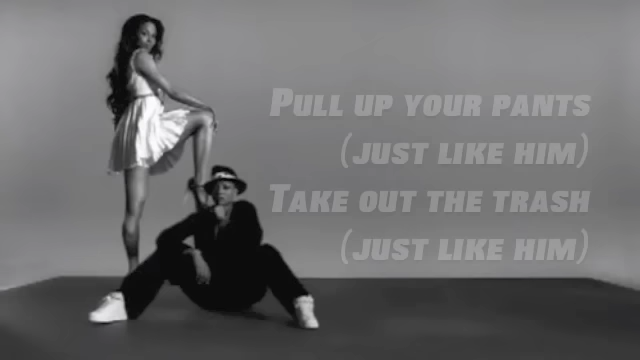 Pull up your pants
(just like him)
Take out the trash
(just like him)